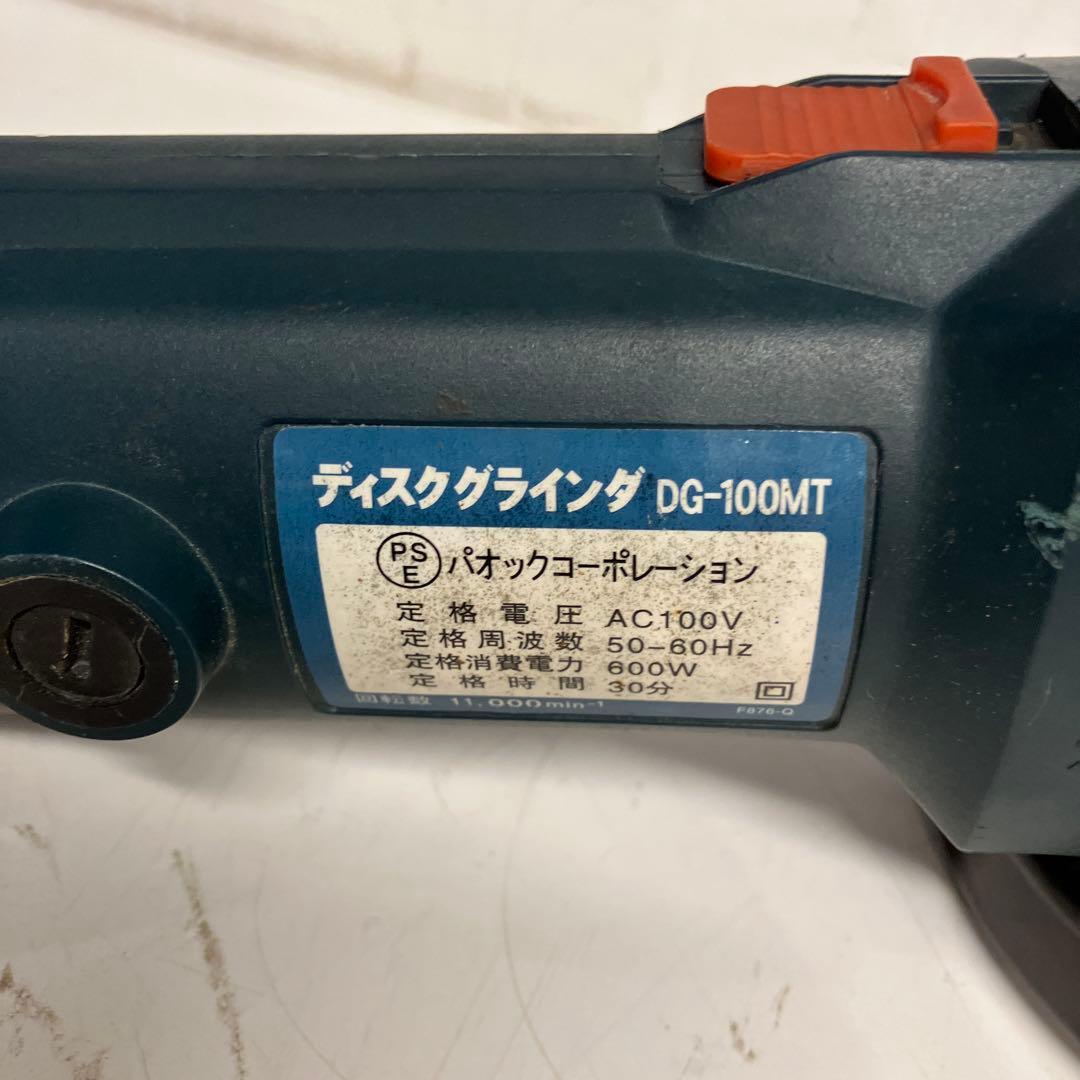 ディスクグラインダ DG-100MT
PSE パオックコーポレーション
定格電圧 AC100V
定格周波数 50-60Hz
定格消費電力 600W
定格時間 30分
回転数 11,000min-1
F876-Q